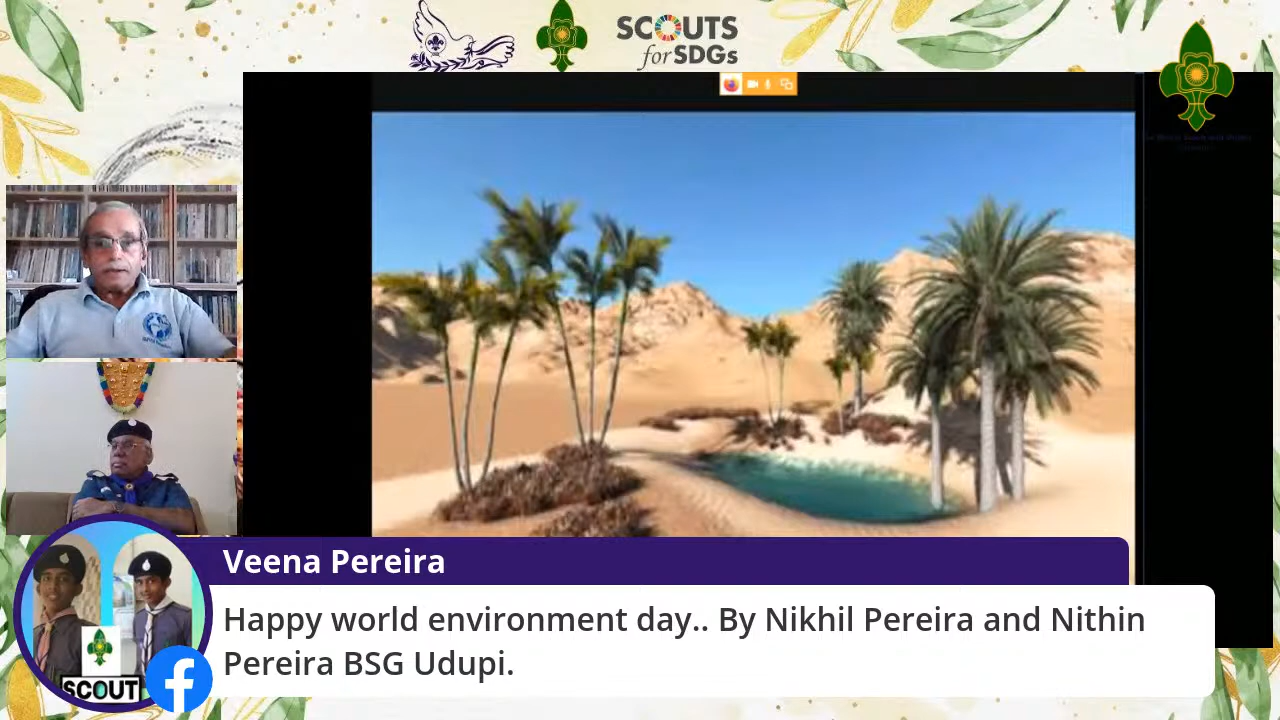 SCOUTS
for SDGs
Veena Pereira
Happy world environment day.. By Nikhil Pereira and Nithin
Pereira BSG Udupi.
SCOUT